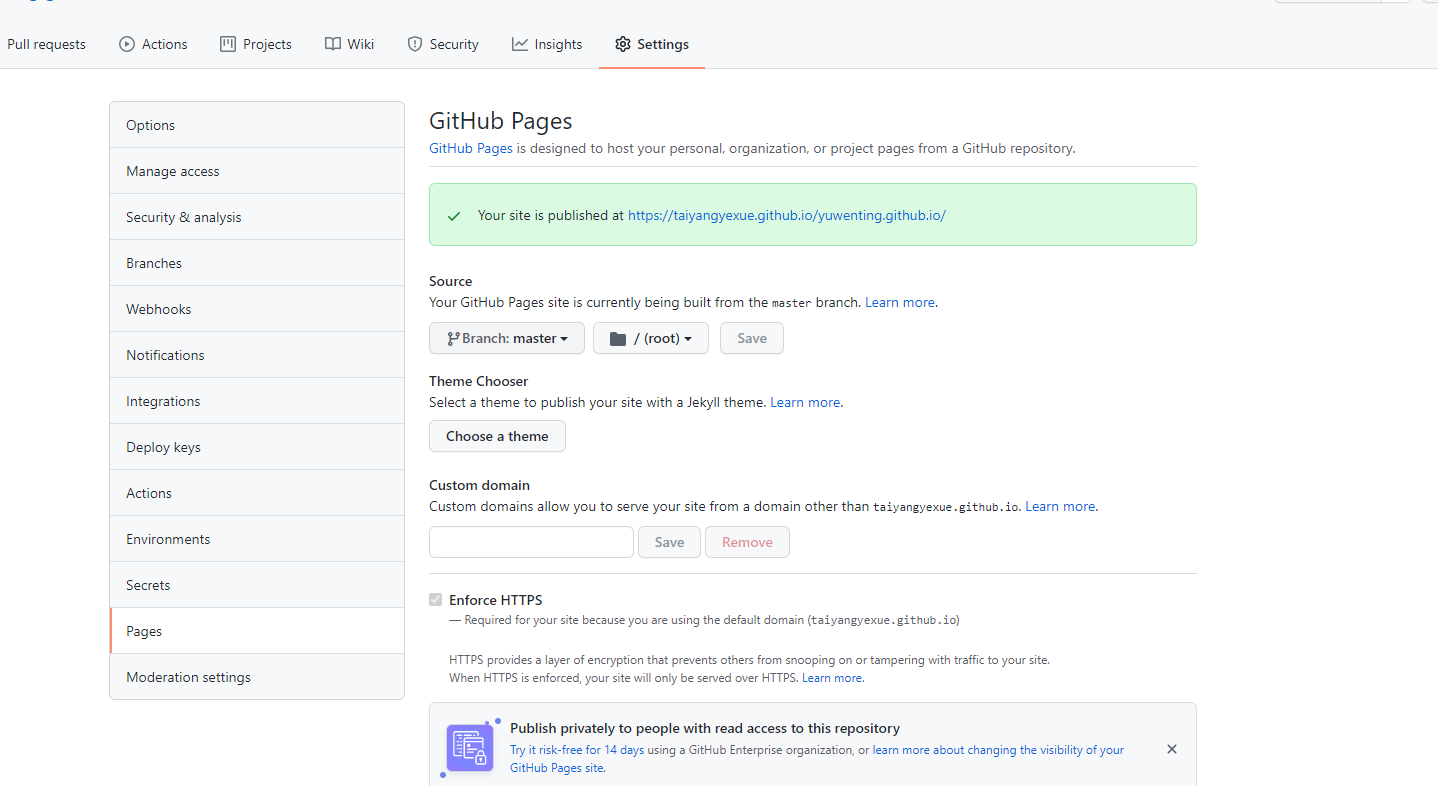 Pull requests
Actions
Projects
Wiki
Security
Insights
Settings
Options
Manage access
Security & analysis
Branches
Webhooks
Notifications
Integrations
Deploy keys
Actions
Environments
Secrets
Pages
Moderation settings
GitHub Pages
GitHub Pages is designed to host your personal, organization, or project pages from a GitHub repository.
Your site is published at https://taiyangyexue.github.io/yuwenting.github.io/
Source
Your GitHub Pages site is currently being built from the master branch. Learn more.
Branch: master
/ (root)
Save
Theme Chooser
Select a theme to publish your site with a Jekyll theme. Learn more.
Choose a theme
Custom domain
Custom domains allow you to serve your site from a domain other than taiyangyexue.github.io. Learn more.
Save
Remove
Enforce HTTPS
— Required for your site because you are using the default domain (taiyangyexue.github.io)
HTTPS provides a layer of encryption that prevents others from snooping on or tampering with traffic to your site.
When HTTPS is enforced, your site will only be served over HTTPS. Learn more.
Publish privately to people with read access to this repository
Try it risk-free for 14 days using a GitHub Enterprise organization, or learn more about changing the visibility of your
GitHub Pages site.